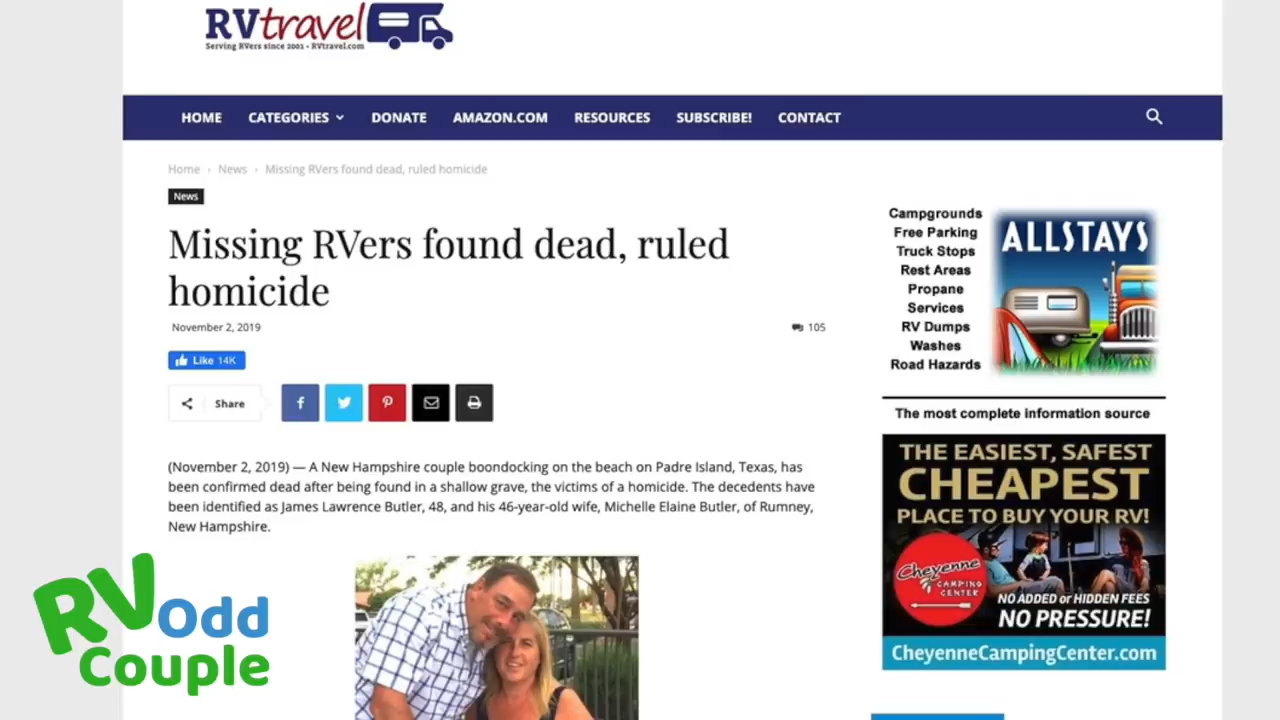 RVtravel
Serving RVers since 2001 • RVtravel.com
HOME CATEGORIES DONATE AMAZON.COM RESOURCES SUBSCRIBE! CONTACT
Home › News › Missing RVers found dead, ruled homicide
News
Missing RVers found dead, ruled
homicide
November 2, 2019 105
Like 14K
Share
(November 2, 2019) — A New Hampshire couple boondocking on the beach on Padre Island, Texas, has
been confirmed dead after being found in a shallow grave, the victims of a homicide. The decedents have
been identified as James Lawrence Butler, 48, and his 46-year-old wife, Michelle Elaine Butler, of Rumney,
New Hampshire.
Campgrounds
Free Parking
Truck Stops
Rest Areas
Propane
Services
RV Dumps
Washes
Road Hazards
ALLSTAYS
The most complete information source
THE EASIEST, SAFEST
CHEAPEST
PLACE TO BUY YOUR RV!
Cheyenne
CAMPING
CENTER
NO ADDED or HIDDEN FEES
NO PRESSURE!
CheyenneCampingCenter.com
RV Odd
Couple